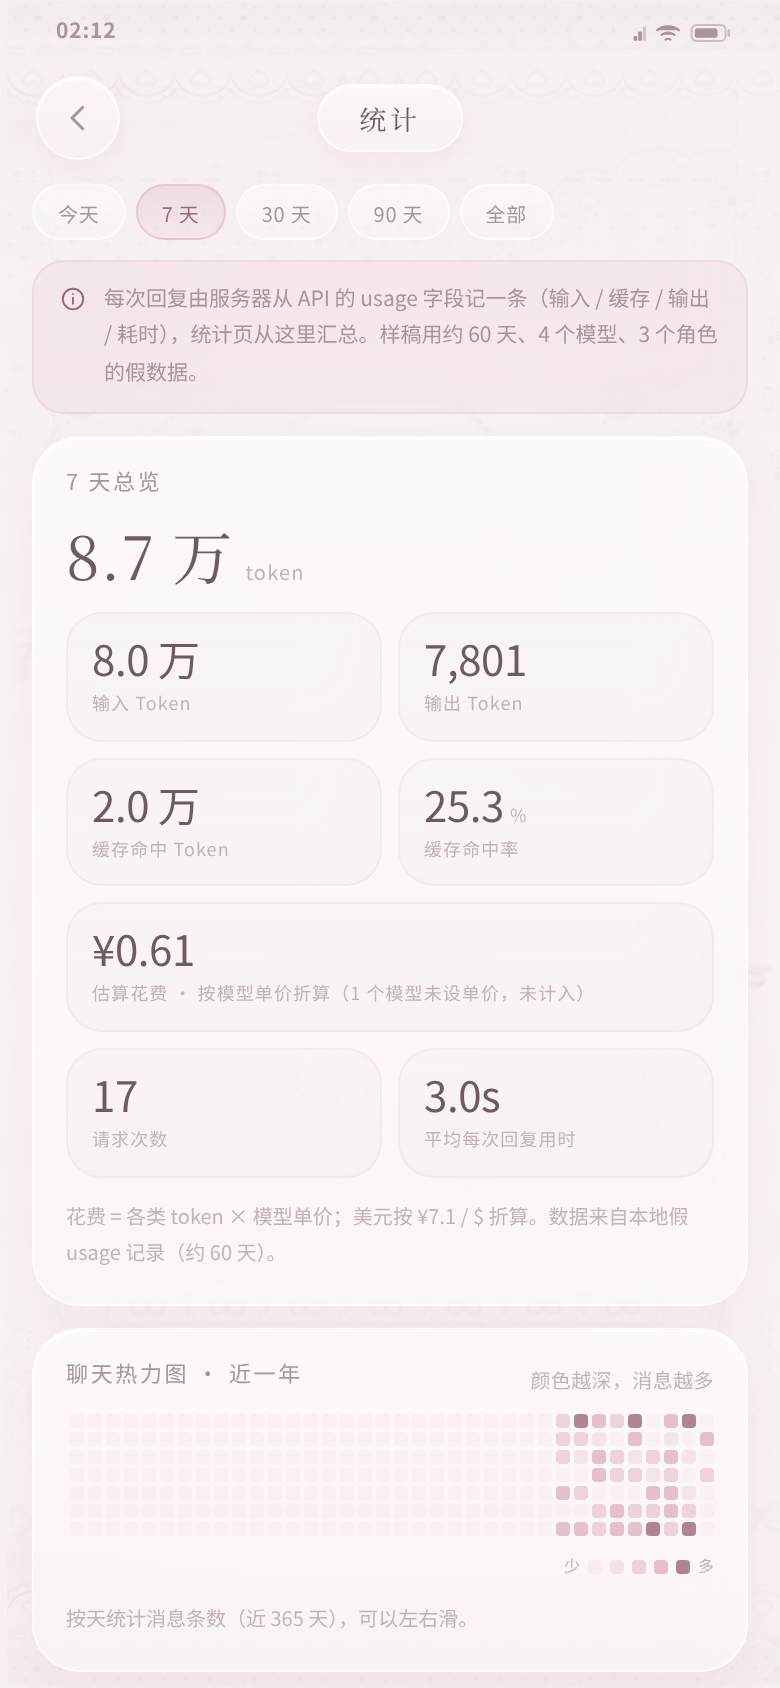 02:12
统计
今天
7 天
30 天
90 天
全部
每次回复由服务器从 API 的 usage 字段记一条（输入 / 缓存 / 输出
/ 耗时），统计页从这里汇总。样稿用约 60 天、4 个模型、3 个角色
的假数据。
7 天总览
8.7 万 token
8.0 万
输入 Token
7,801
输出 Token
2.0 万
缓存命中 Token
25.3 %
缓存命中率
¥0.61
估算花费 · 按模型单价折算（1 个模型未设单价，未计入）
17
请求次数
3.0s
平均每次回复用时
花费 = 各类 token × 模型单价；美元按 ¥7.1 / $ 折算。数据来自本地假
usage 记录（约 60 天）。
聊天热力图 · 近一年
颜色越深，消息越多
少
多
按天统计消息条数（近 365 天），可以左右滑。